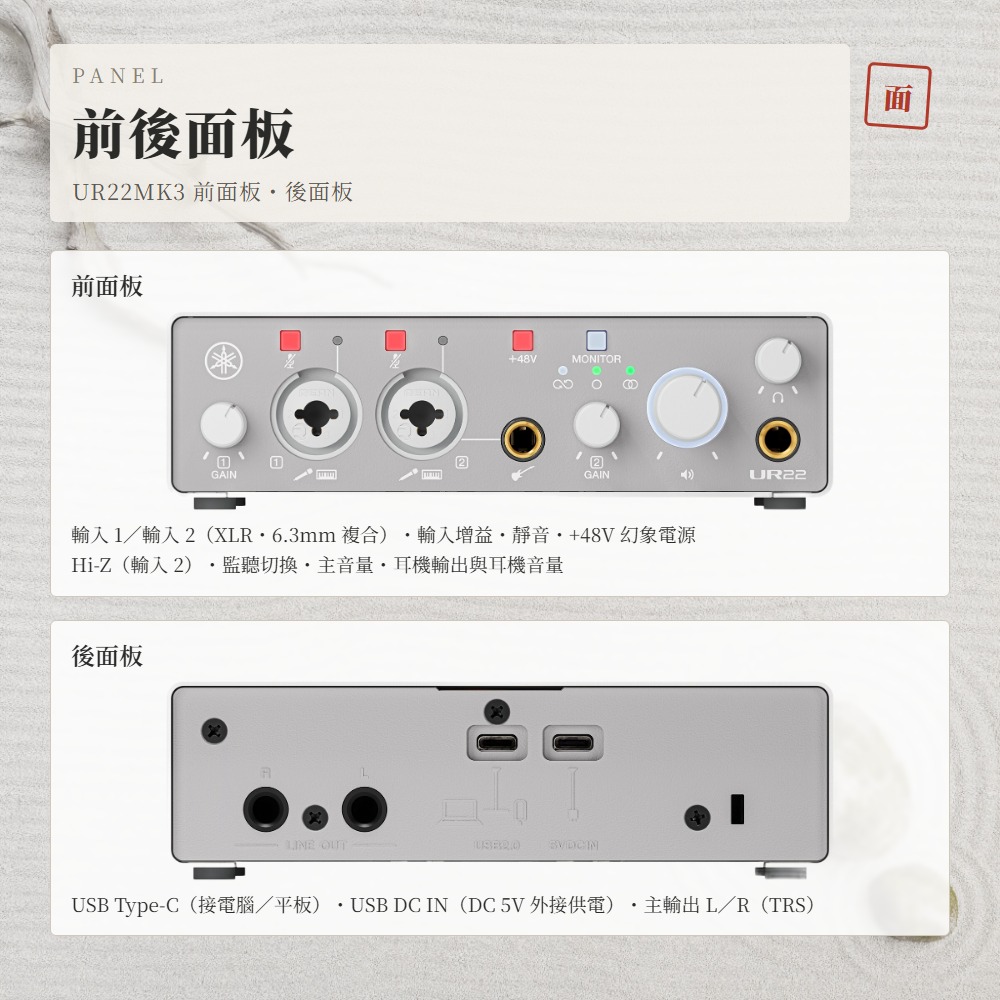 PANEL
前後面板
面
UR22MK3 前面板・後面板
前面板
+48V
MONITOR
1
GAIN
1
2
2
GAIN
UR22
輸入 1／輸入 2（XLR・6.3mm 複合）・輸入增益・靜音・+48V 幻象電源
Hi-Z（輸入 2）・監聽切換・主音量・耳機輸出與耳機音量
後面板
R
L
LINE OUT
USB2.0
5V DC IN
USB Type-C（接電腦／平板）・USB DC IN（DC 5V 外接供電）・主輸出 L／R（TRS）